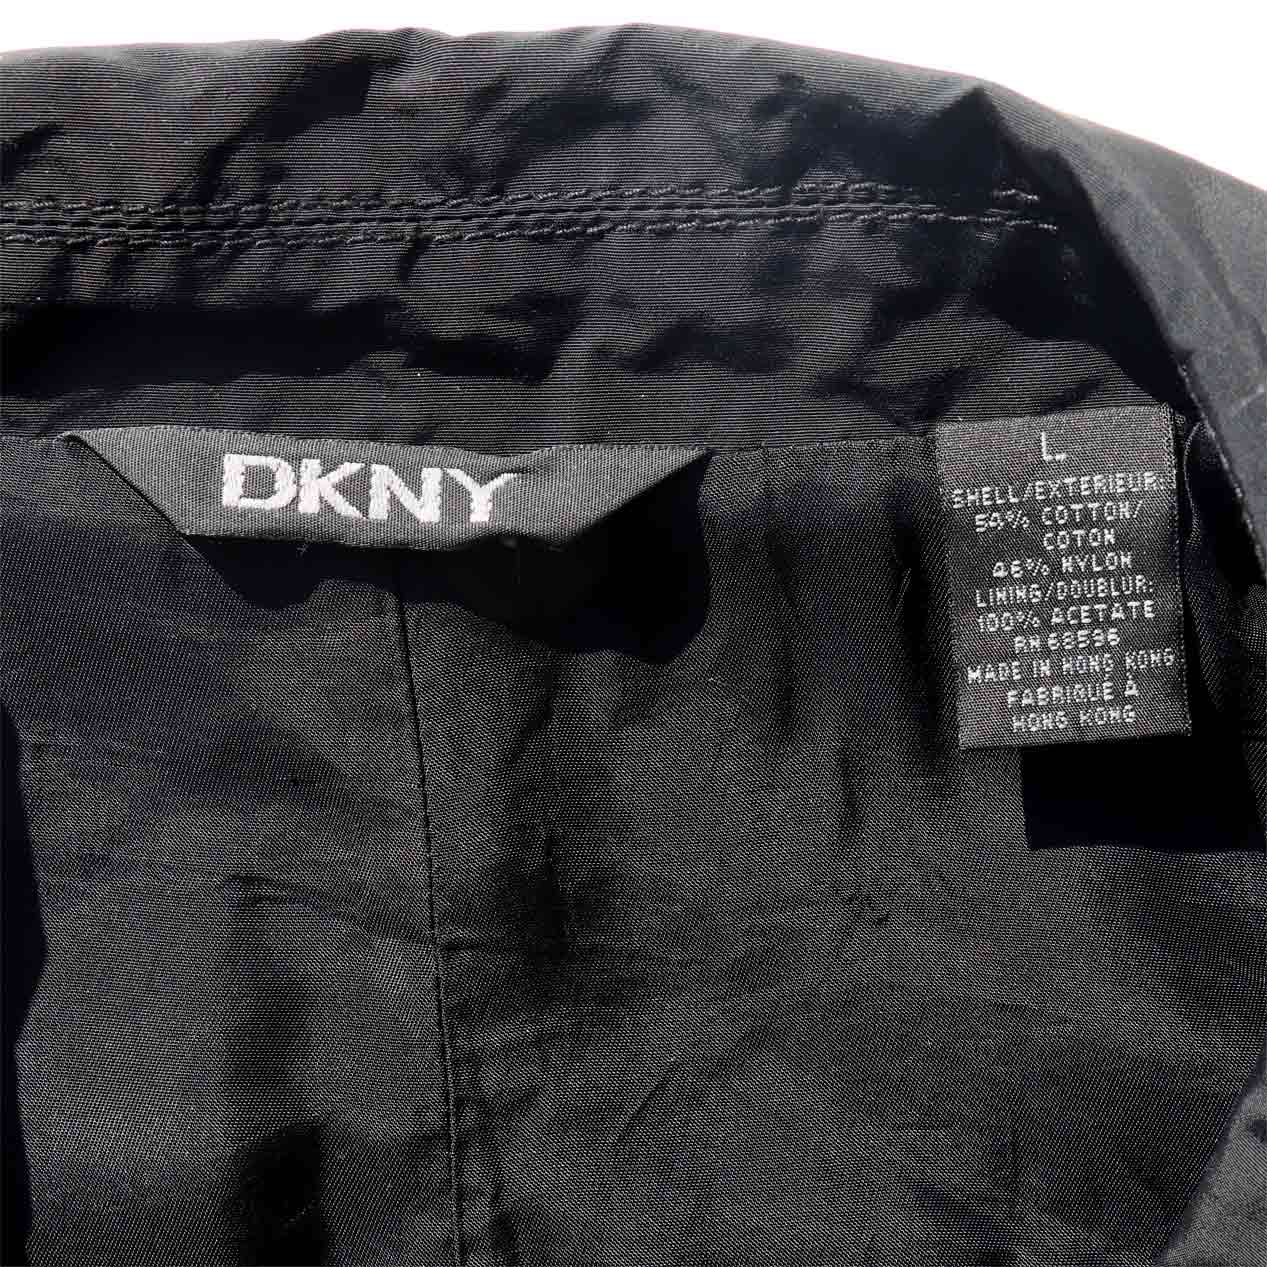 DKNY
L
SHELL/EXTERIEUR:
54% COTTON/
COTON
46% NYLON
LINING/DOUBLUR:
100% ACETATE
RN 68536
MADE IN HONG KONG
FABRIQUÉ À
HONG KONG